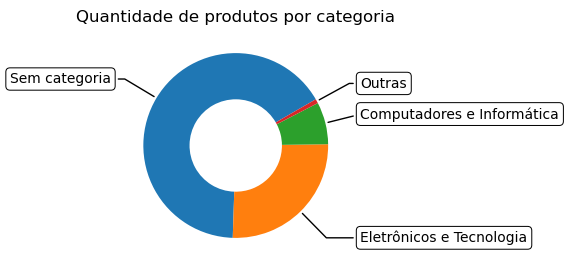 Quantidade de produtos por categoria
Sem categoria
Outras
Computadores e Informática
Eletrônicos e Tecnologia